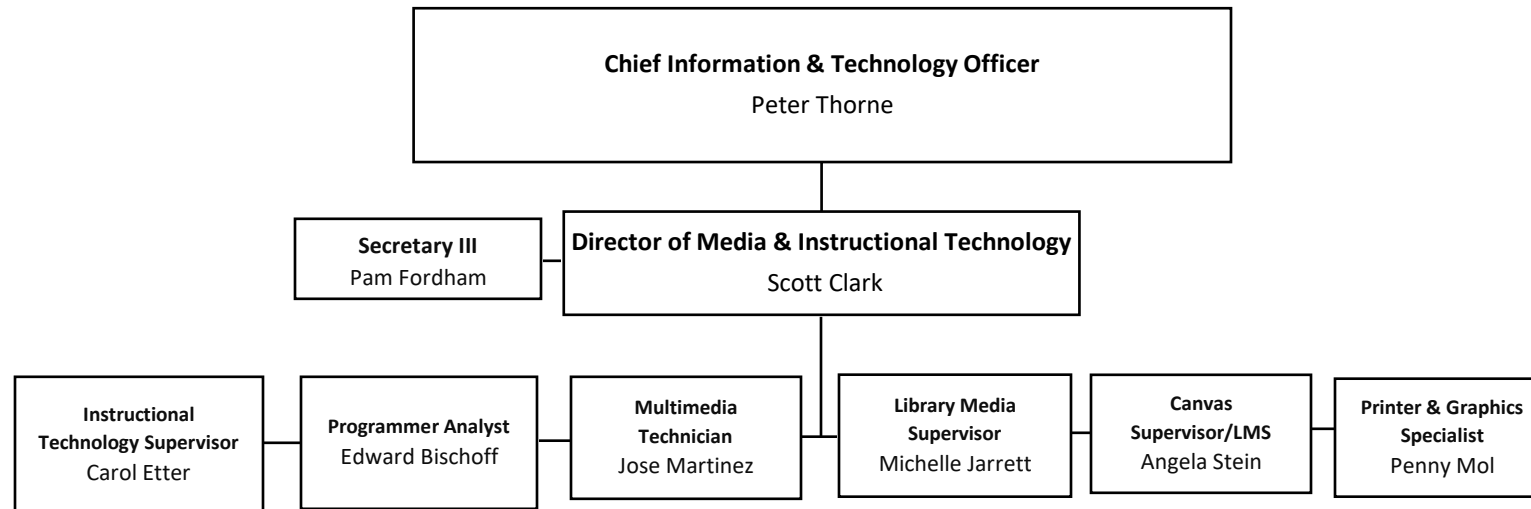 Chief Information & Technology Officer
Peter Thorne
Secretary III
Pam Fordham
Director of Media & Instructional Technology
Scott Clark
Instructional
Technology Supervisor
Carol Etter
Programmer Analyst
Edward Bischoff
Multimedia
Technician
Jose Martinez
Library Media
Supervisor
Michelle Jarrett
Canvas
Supervisor/LMS
Angela Stein
Printer & Graphics
Specialist
Penny Mol